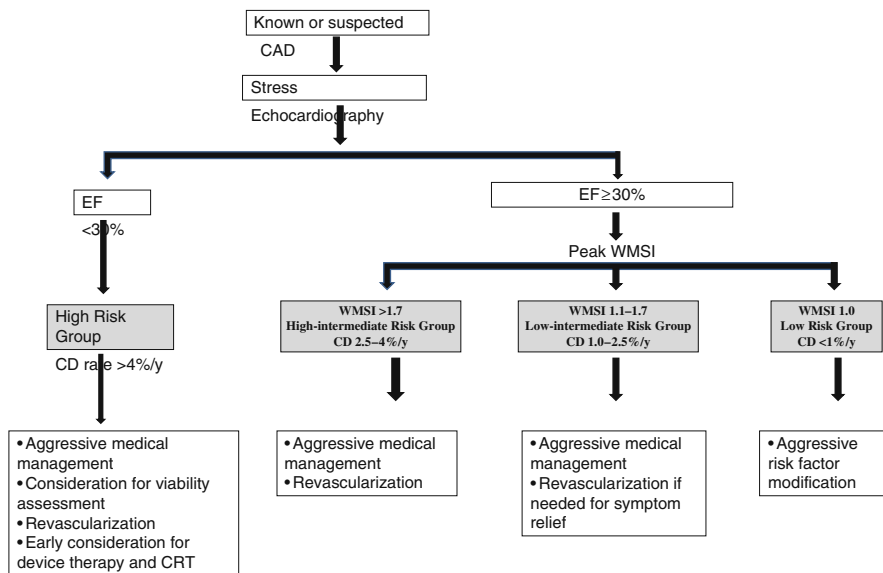 Known or suspected
CAD
Stress
Echocardiography
EF
<30%
EF≥30%
Peak WMSI
High Risk
Group
CD rate >4%/y
WMSI >1.7
High-intermediate Risk Group
CD 2.5–4%/y
WMSI 1.1–1.7
Low-intermediate Risk Group
CD 1.0–2.5%/y
WMSI 1.0
Low Risk Group
CD <1%/y
• Aggressive medical
management
• Consideration for viability
assessment
• Revascularization
• Early consideration for
device therapy and CRT
• Aggressive medical
management
• Revascularization
• Aggressive medical
management
• Revascularization if
needed for symptom
relief
• Aggressive
risk factor
modification